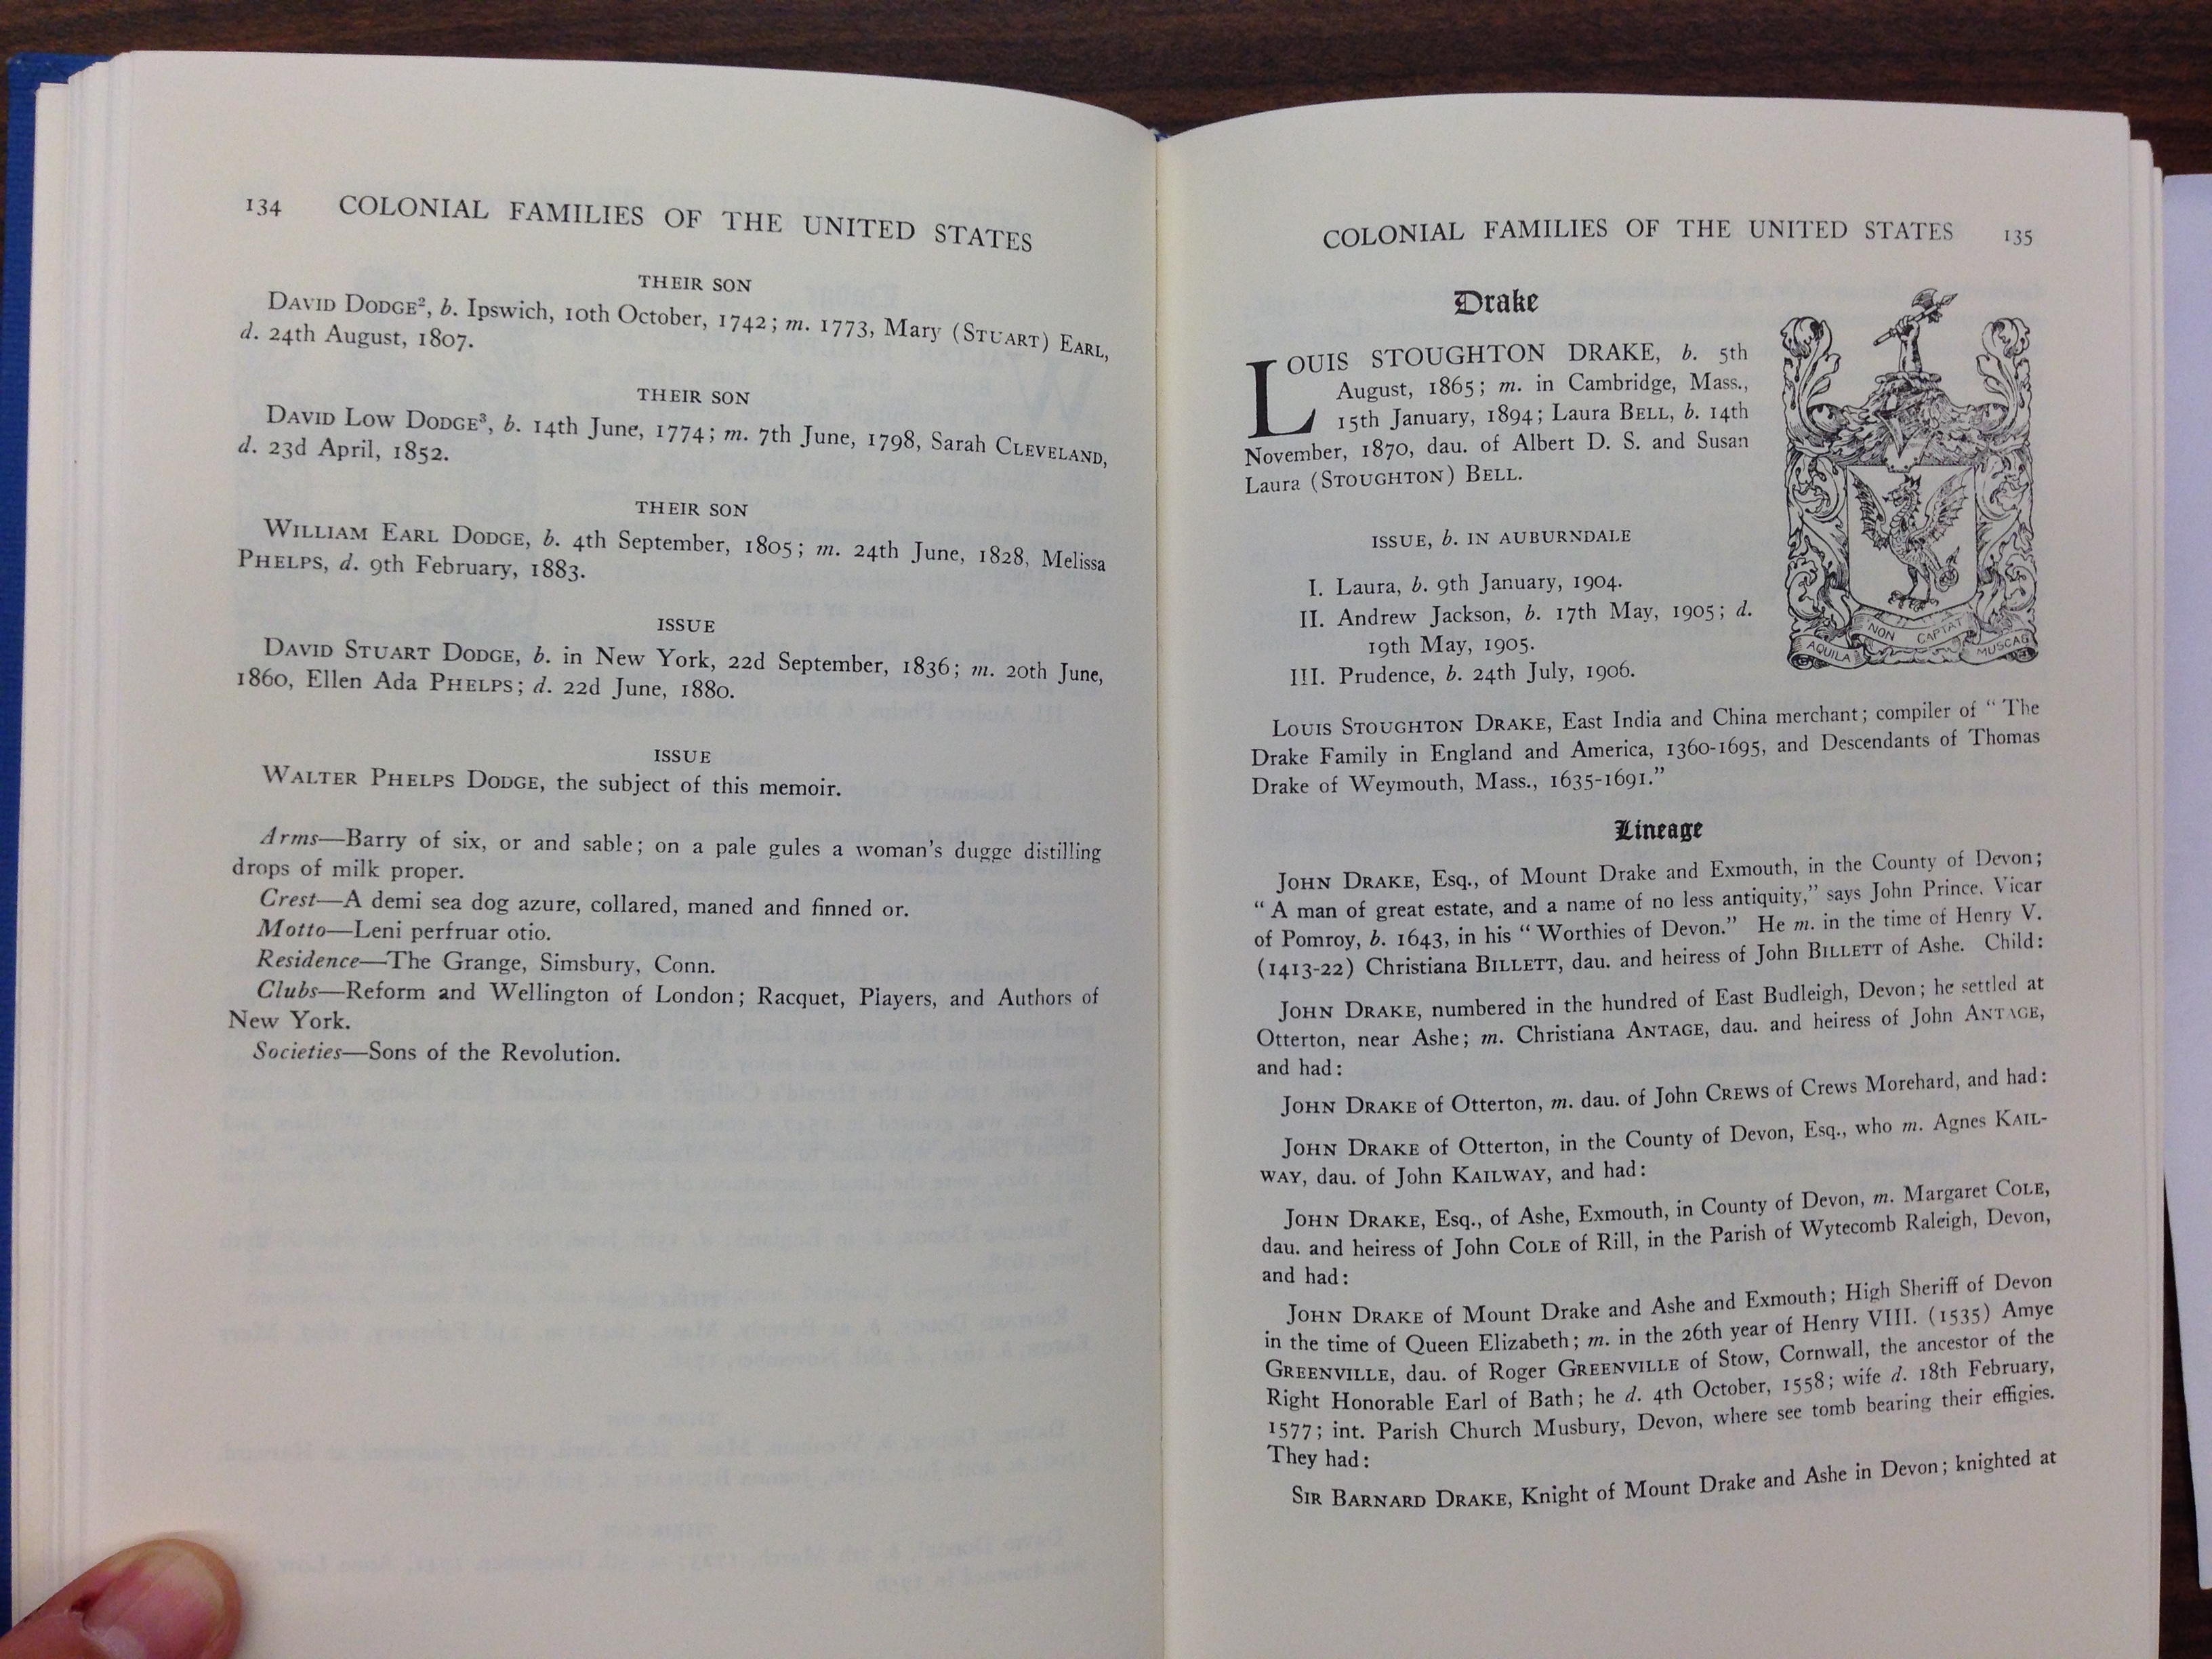 134 COLONIAL FAMILIES OF THE UNITED STATES
THEIR SON
DAVID DODGE², b. Ipswich, 10th October, 1742; m. 1773, Mary (STUART) EARL,
d. 24th August, 1807.
THEIR SON
DAVID LOW DODGE³, b. 14th June, 1774; m. 7th June, 1798, Sarah CLEVELAND,
d. 23d April, 1852.
THEIR SON
WILLIAM EARL DODGE, b. 4th September, 1805; m. 24th June, 1828, Melissa
PHELPS, d. 9th February, 1883.
ISSUE
DAVID STUART DODGE, b. in New York, 22d September, 1836; m. 20th June,
1860, Ellen Ada PHELPS; d. 22d June, 1880.
ISSUE
WALTER PHELPS DODGE, the subject of this memoir.
Arms—Barry of six, or and sable; on a pale gules a woman's dugge distilling
drops of milk proper.
Crest—A demi sea dog azure, collared, maned and finned or.
Motto—Leni perfruar otio.
Residence—The Grange, Simsbury, Conn.
Clubs—Reform and Wellington of London; Racquet, Players, and Authors of
New York.
Societies—Sons of the Revolution.
COLONIAL FAMILIES OF THE UNITED STATES 135
Drake
LOUIS STOUGHTON DRAKE, b. 5th
August, 1865; m. in Cambridge, Mass.,
15th January, 1894; Laura BELL, b. 14th
November, 1870, dau. of Albert D. S. and Susan
Laura (STOUGHTON) BELL.
ISSUE, b. IN AUBURNDALE
I. Laura, b. 9th January, 1904.
II. Andrew Jackson, b. 17th May, 1905; d.
19th May, 1905.
III. Prudence, b. 24th July, 1906.
AQUILA NON CAPTAT MUSCAS
LOUIS STOUGHTON DRAKE, East India and China merchant; compiler of "The
Drake Family in England and America, 1360-1695, and Descendants of Thomas
Drake of Weymouth, Mass., 1635-1691."
Lineage
JOHN DRAKE, Esq., of Mount Drake and Exmouth, in the County of Devon;
"A man of great estate, and a name of no less antiquity," says John Prince. Vicar
of Pomroy, b. 1643, in his "Worthies of Devon." He m. in the time of Henry V.
(1413-22) Christiana BILLETT, dau. and heiress of John BILLETT of Ashe. Child:
JOHN DRAKE, numbered in the hundred of East Budleigh, Devon; he settled at
Otterton, near Ashe; m. Christiana ANTAGE, dau. and heiress of John ANTAGE,
and had:
JOHN DRAKE of Otterton, m. dau. of John CREWS of Crews Morehard, and had:
JOHN DRAKE of Otterton, in the County of Devon, Esq., who m. Agnes KAIL-
WAY, dau. of John KAILWAY, and had:
JOHN DRAKE, Esq., of Ashe, Exmouth, in County of Devon, m. Margaret COLE,
dau. and heiress of John COLE of Rill, in the Parish of Wytecomb Raleigh, Devon,
and had:
JOHN DRAKE of Mount Drake and Ashe and Exmouth; High Sheriff of Devon
in the time of Queen Elizabeth; m. in the 26th year of Henry VIII. (1535) Amye
GREENVILLE, dau. of Roger GREENVILLE of Stow, Cornwall, the ancestor of the
Right Honorable Earl of Bath; he d. 4th October, 1558; wife d. 18th February,
1577; int. Parish Church Musbury, Devon, where see tomb bearing their effigies.
They had:
SIR BARNARD DRAKE, Knight of Mount Drake and Ashe in Devon; knighted at